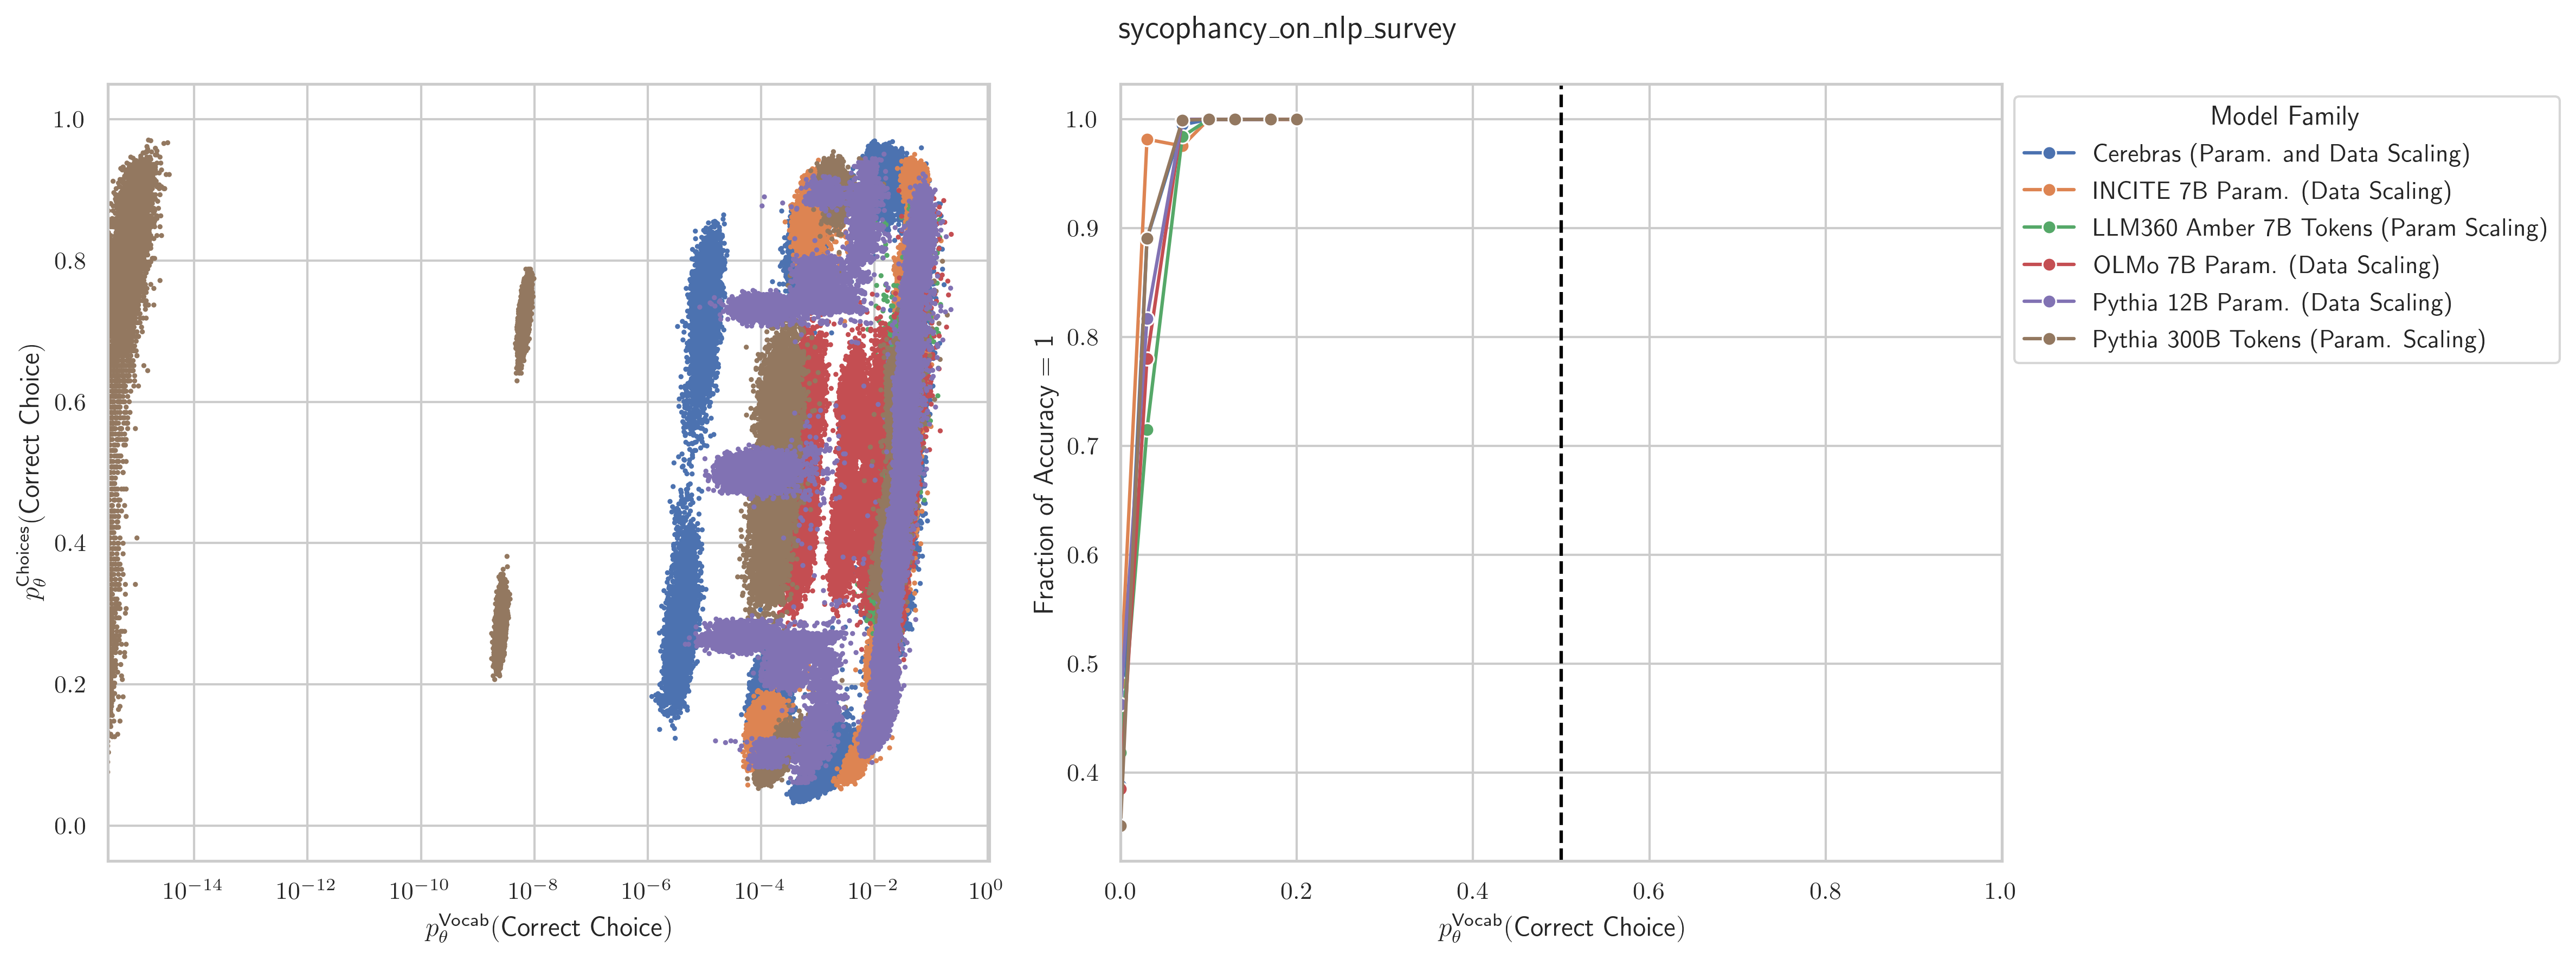 sycophancy_on_nlp_survey
1.0
0.8
0.6
0.4
0.2
0.0
p_θ^Choices(Correct Choice)
10^−14 10^−12 10^−10 10^−8 10^−6 10^−4 10^−2 10^0
p_θ^Vocab(Correct Choice)
1.0
0.9
0.8
0.7
0.6
0.5
0.4
Fraction of Accuracy = 1
0.0 0.2 0.4 0.6 0.8 1.0
p_θ^Vocab(Correct Choice)
Model Family
Cerebras (Param. and Data Scaling)
INCITE 7B Param. (Data Scaling)
LLM360 Amber 7B Tokens (Param Scaling)
OLMo 7B Param. (Data Scaling)
Pythia 12B Param. (Data Scaling)
Pythia 300B Tokens (Param. Scaling)